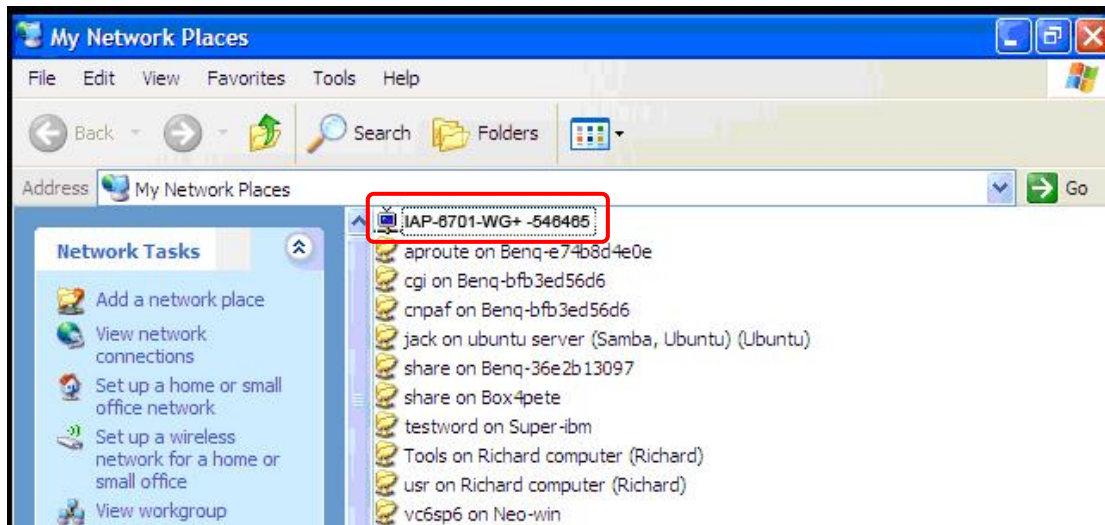 My Network Places
File Edit View Favorites Tools Help
Back Search Folders
Address My Network Places Go
Network Tasks
Add a network place
View network
connections
Set up a home or small
office network
Set up a wireless
network for a home or
small office
View workgroup
IAP-6701-WG+ -546465
aproute on Benq-e74b8d4e0e
cgi on Benq-bfb3ed56d6
cnpaf on Benq-bfb3ed56d6
jack on ubuntu server (Samba, Ubuntu) (Ubuntu)
share on Benq-36e2b13097
share on Box4pete
testword on Super-ibm
Tools on Richard computer (Richard)
usr on Richard computer (Richard)
vc6sp6 on Neo-win